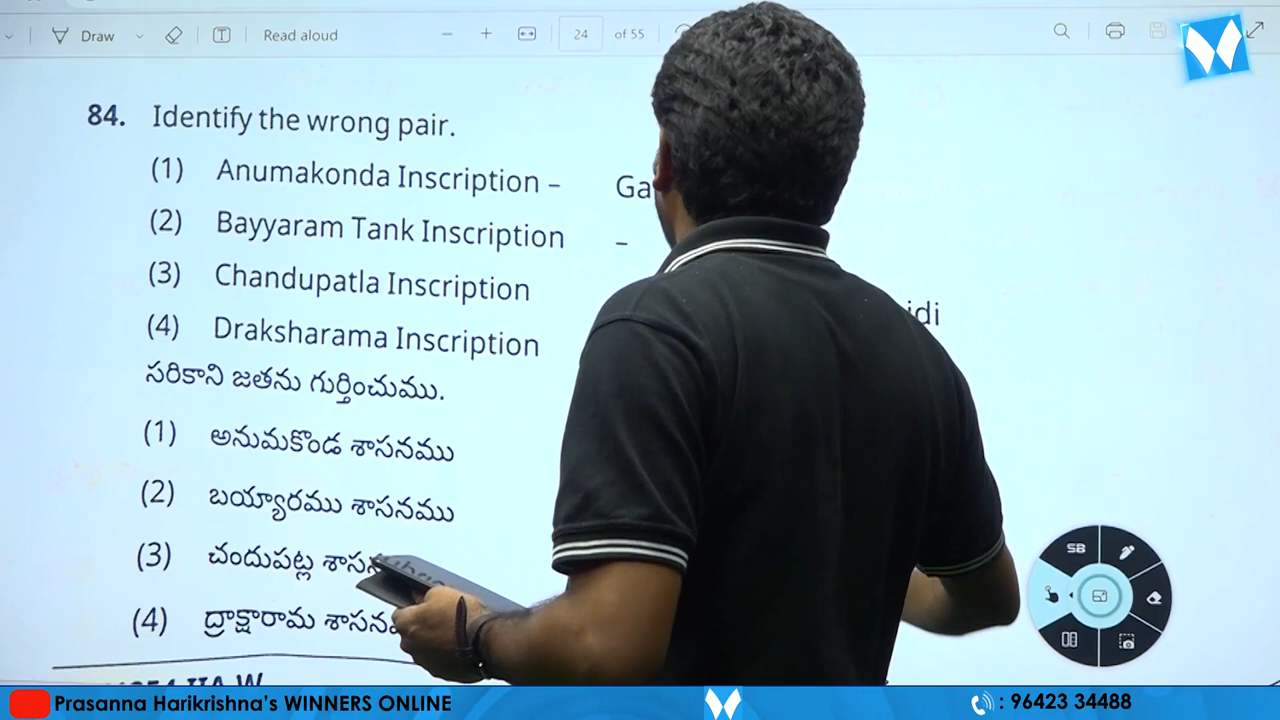 Draw
Read aloud
24 of 55
84. Identify the wrong pair.
(1) Anumakonda Inscription – Ga
(2) Bayyaram Tank Inscription –
(3) Chandupatla Inscription
idi
(4) Draksharama Inscription
సరికాని జతను గుర్తించుము.
(1) అనుమకొండ శాసనము
(2) బయ్యారము శాసనము
(3) చందుపట్ల
(4) ద్రాక్షారామ
SB
Prasanna Harikrishna's WINNERS ONLINE
: 96423 34488